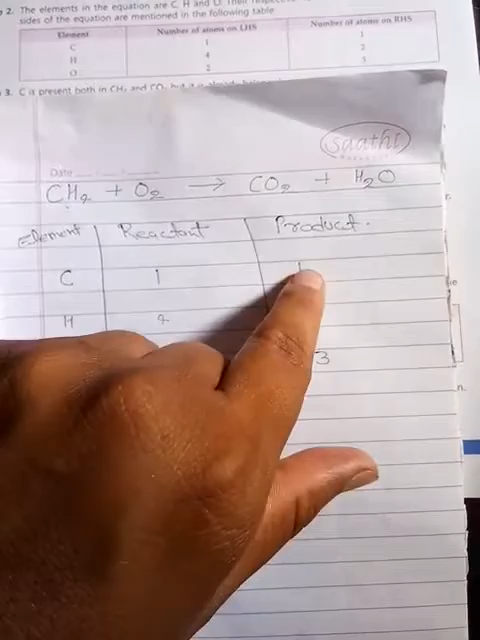 2. The elements in the equation are C, H and O. Their
sides of the equation are mentioned in the following table
Element Number of atoms on LHS Number of atoms on RHS
C 1 1
H 4 2
O 2 3
3. C is present both in CH₄ and CO₂
saathi
Date
CH₄ + O₂ → CO₂ + H₂O
Element Reactant Product.
C 1 1
H 4
3